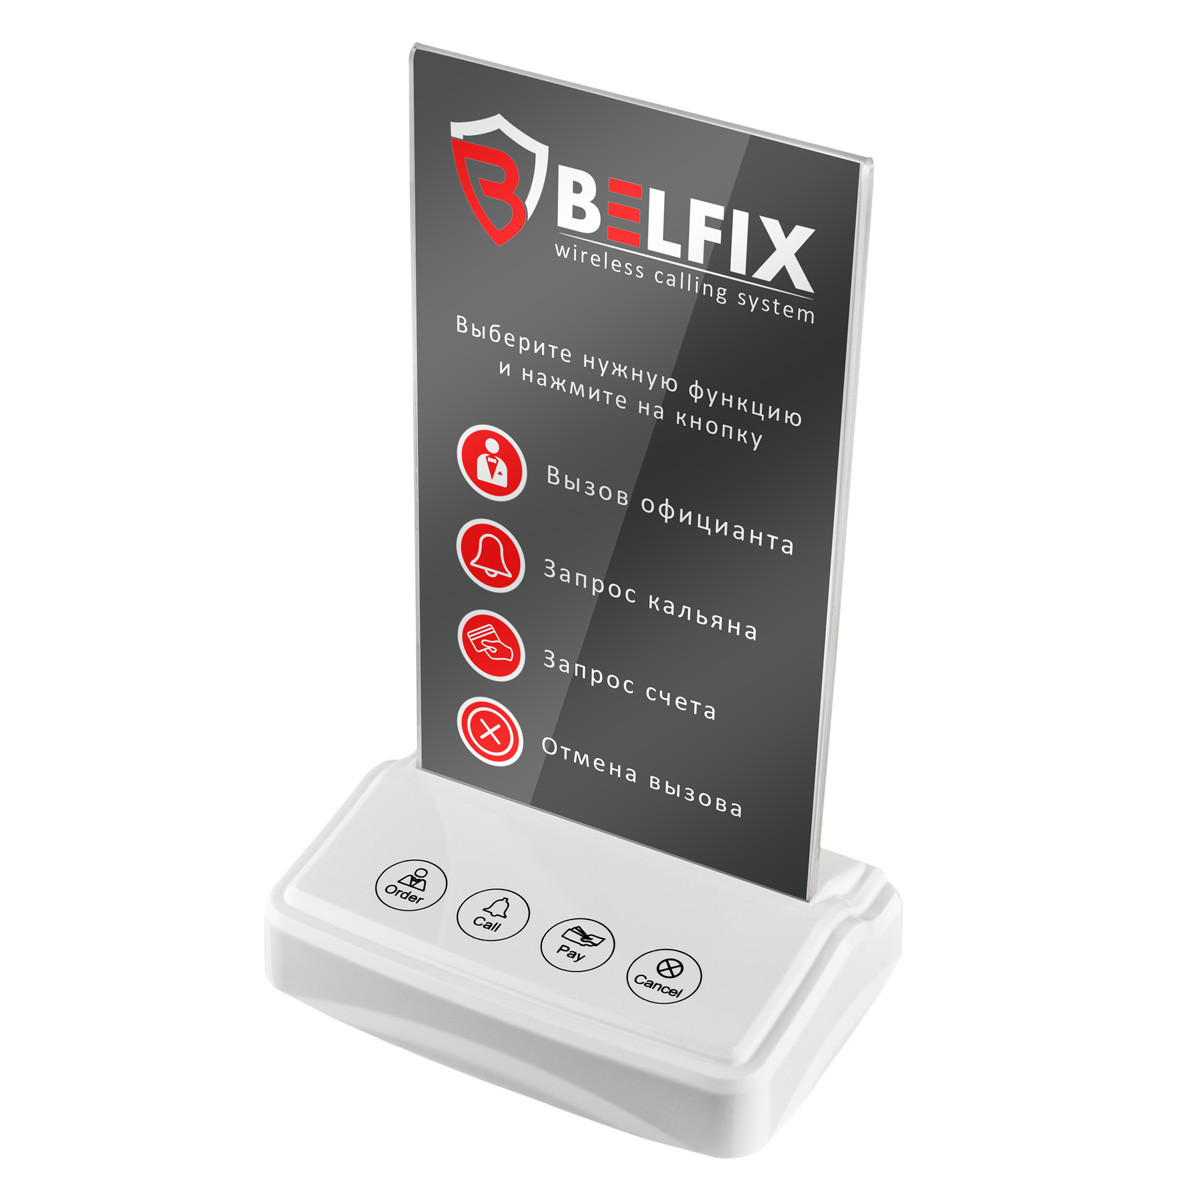 BELFIX
wireless calling system
Выберите нужную функцию
и нажмите на кнопку
Вызов официанта
Запрос кальяна
Запрос счета
Отмена вызова
Order
Call
Pay
Cancel